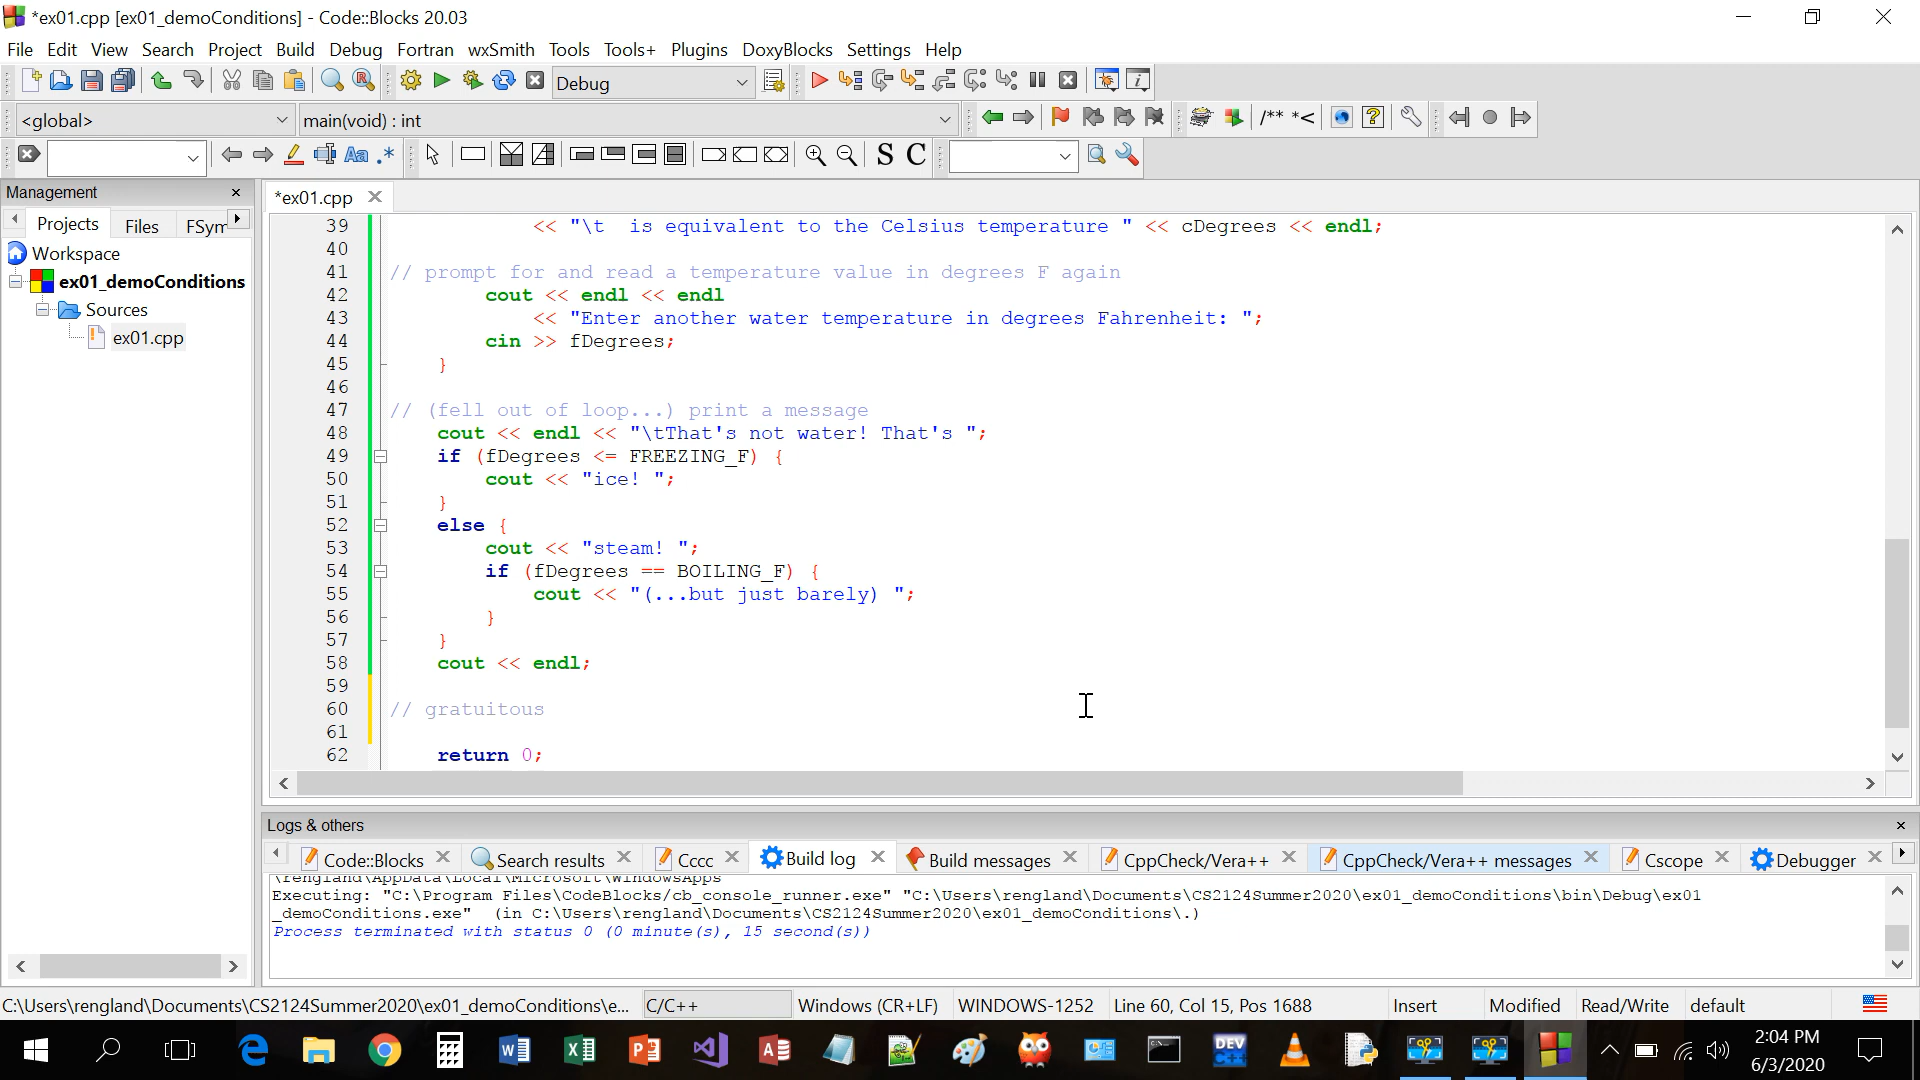 *ex01.cpp [ex01_demoConditions] - Code::Blocks 20.03
File Edit View Search Project Build Debug Fortran wxSmith Tools Tools+ Plugins DoxyBlocks Settings Help
Debug
<global> main(void) : int /** *<
Aa .* S C
Management
Projects Files FSym
Workspace
ex01_demoConditions
Sources
ex01.cpp
*ex01.cpp
39 << "\t  is equivalent to the Celsius temperature " << cDegrees << endl;
40
41 // prompt for and read a temperature value in degrees F again
42 cout << endl << endl
43 << "Enter another water temperature in degrees Fahrenheit: ";
44 cin >> fDegrees;
45 }
46
47 // (fell out of loop...) print a message
48 cout << endl << "\tThat's not water! That's ";
49 if (fDegrees <= FREEZING_F) {
50 cout << "ice! ";
51 }
52 else {
53 cout << "steam! ";
54 if (fDegrees == BOILING_F) {
55 cout << "(...but just barely) ";
56 }
57 }
58 cout << endl;
59
60 // gratuitous
61
62 return 0;
Logs & others
Code::Blocks Search results Cccc Build log Build messages CppCheck/Vera++ CppCheck/Vera++ messages Cscope Debugger
\rengland\AppData\Local\Microsoft\WindowsApps
Executing: "C:\Program Files\CodeBlocks/cb_console_runner.exe" "C:\Users\rengland\Documents\CS2124Summer2020\ex01_demoConditions\bin\Debug\ex01
_demoConditions.exe"  (in C:\Users\rengland\Documents\CS2124Summer2020\ex01_demoConditions\.)
Process terminated with status 0 (0 minute(s), 15 second(s))
C:\Users\rengland\Documents\CS2124Summer2020\ex01_demoConditions\e... C/C++ Windows (CR+LF) WINDOWS-1252 Line 60, Col 15, Pos 1688 Insert Modified Read/Write default
DEV
2:04 PM
6/3/2020